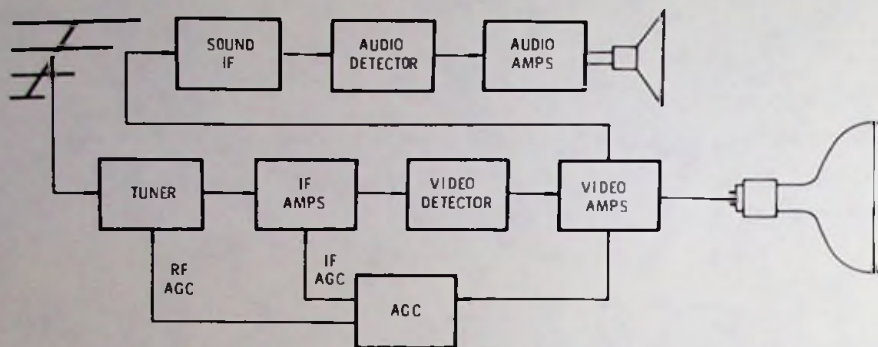 SOUND
IF
AUDIO
DETECTOR
AUDIO
AMPS
TUNER
IF
AMPS
VIDEO
DETECTOR
VIDEO
AMPS
RF
AGC
IF
AGC
AGC